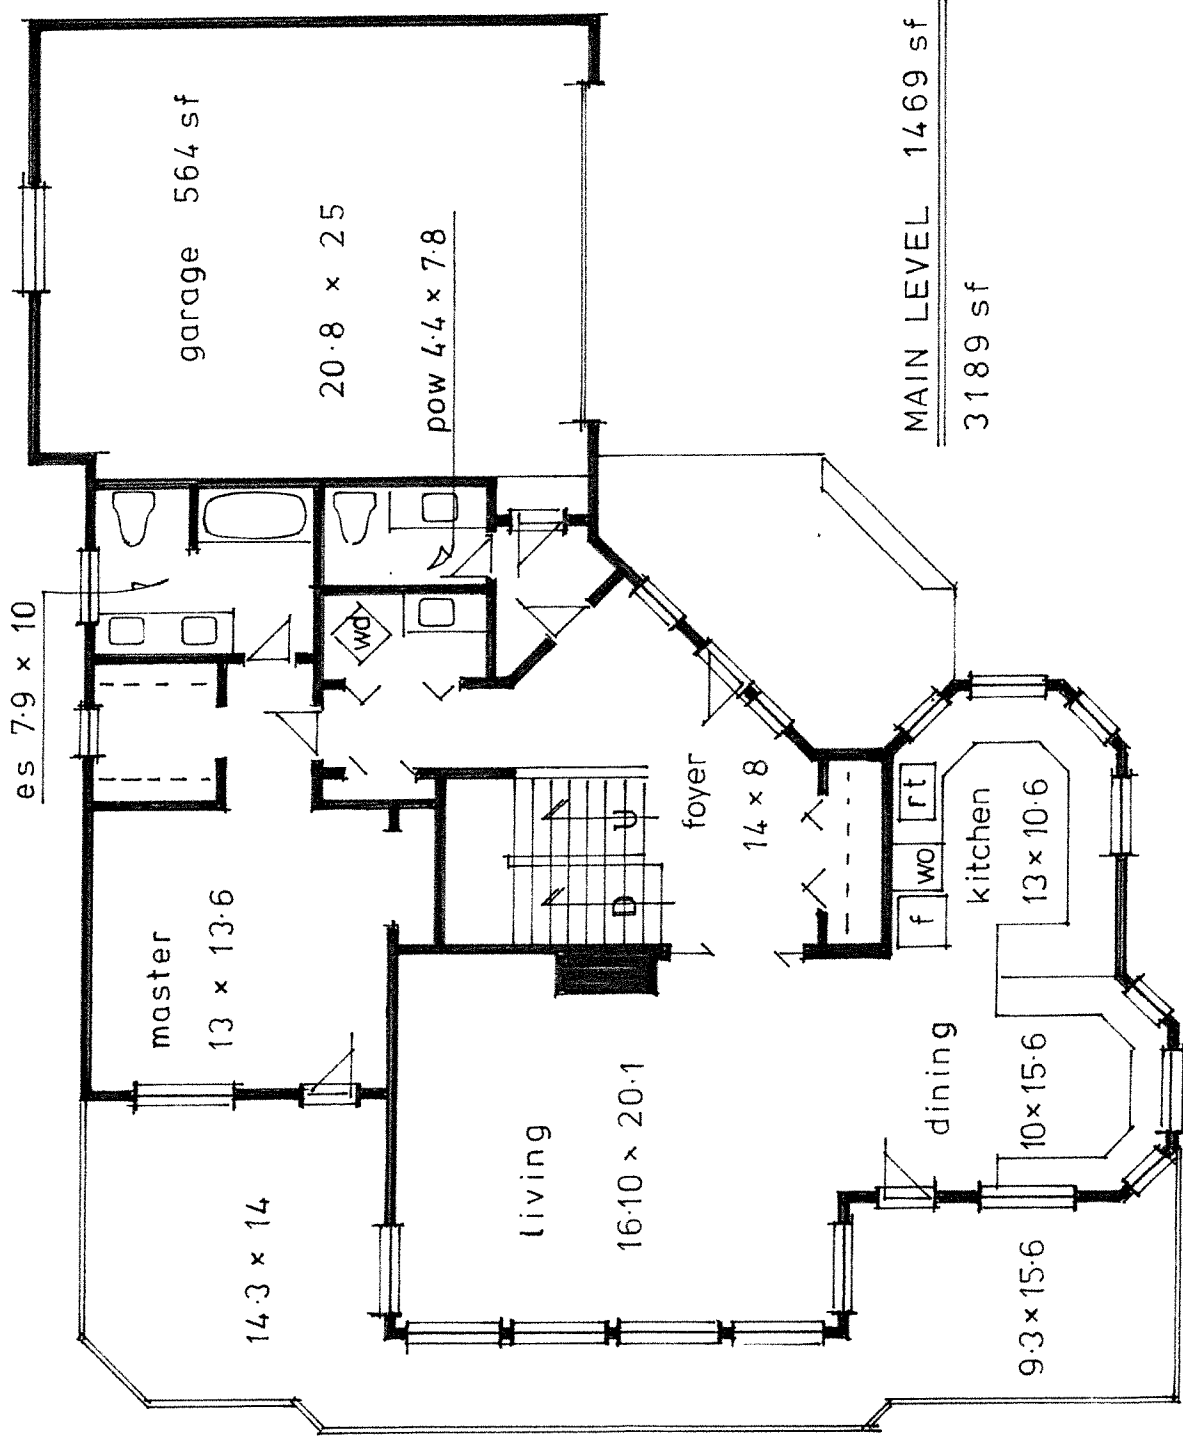 es 7·9 × 10
garage 564 sf
20·8 × 25
pow 4·4 × 7·8
wd
master
13 × 13·6
14·3 × 14
D U
foyer
14 × 8
living
16·10 × 20·1
f wo rt
kitchen
13 × 10·6
dining
10 × 15·6
9·3 × 15·6
MAIN LEVEL 1469 sf
3189 sf